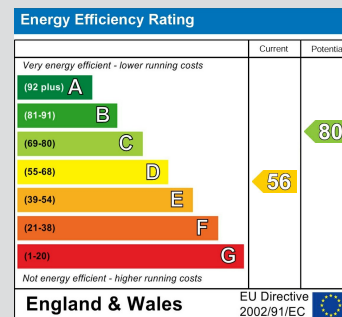 Energy Efficiency Rating
Current
Potentia
Very energy efficient - lower running costs
(92 plus) A
(81-91) B
(69-80) C
(55-68) D
(39-54) E
(21-38) F
(1-20) G
80
56
Not energy efficient - higher running costs
England & Wales
EU Directive
2002/91/EC